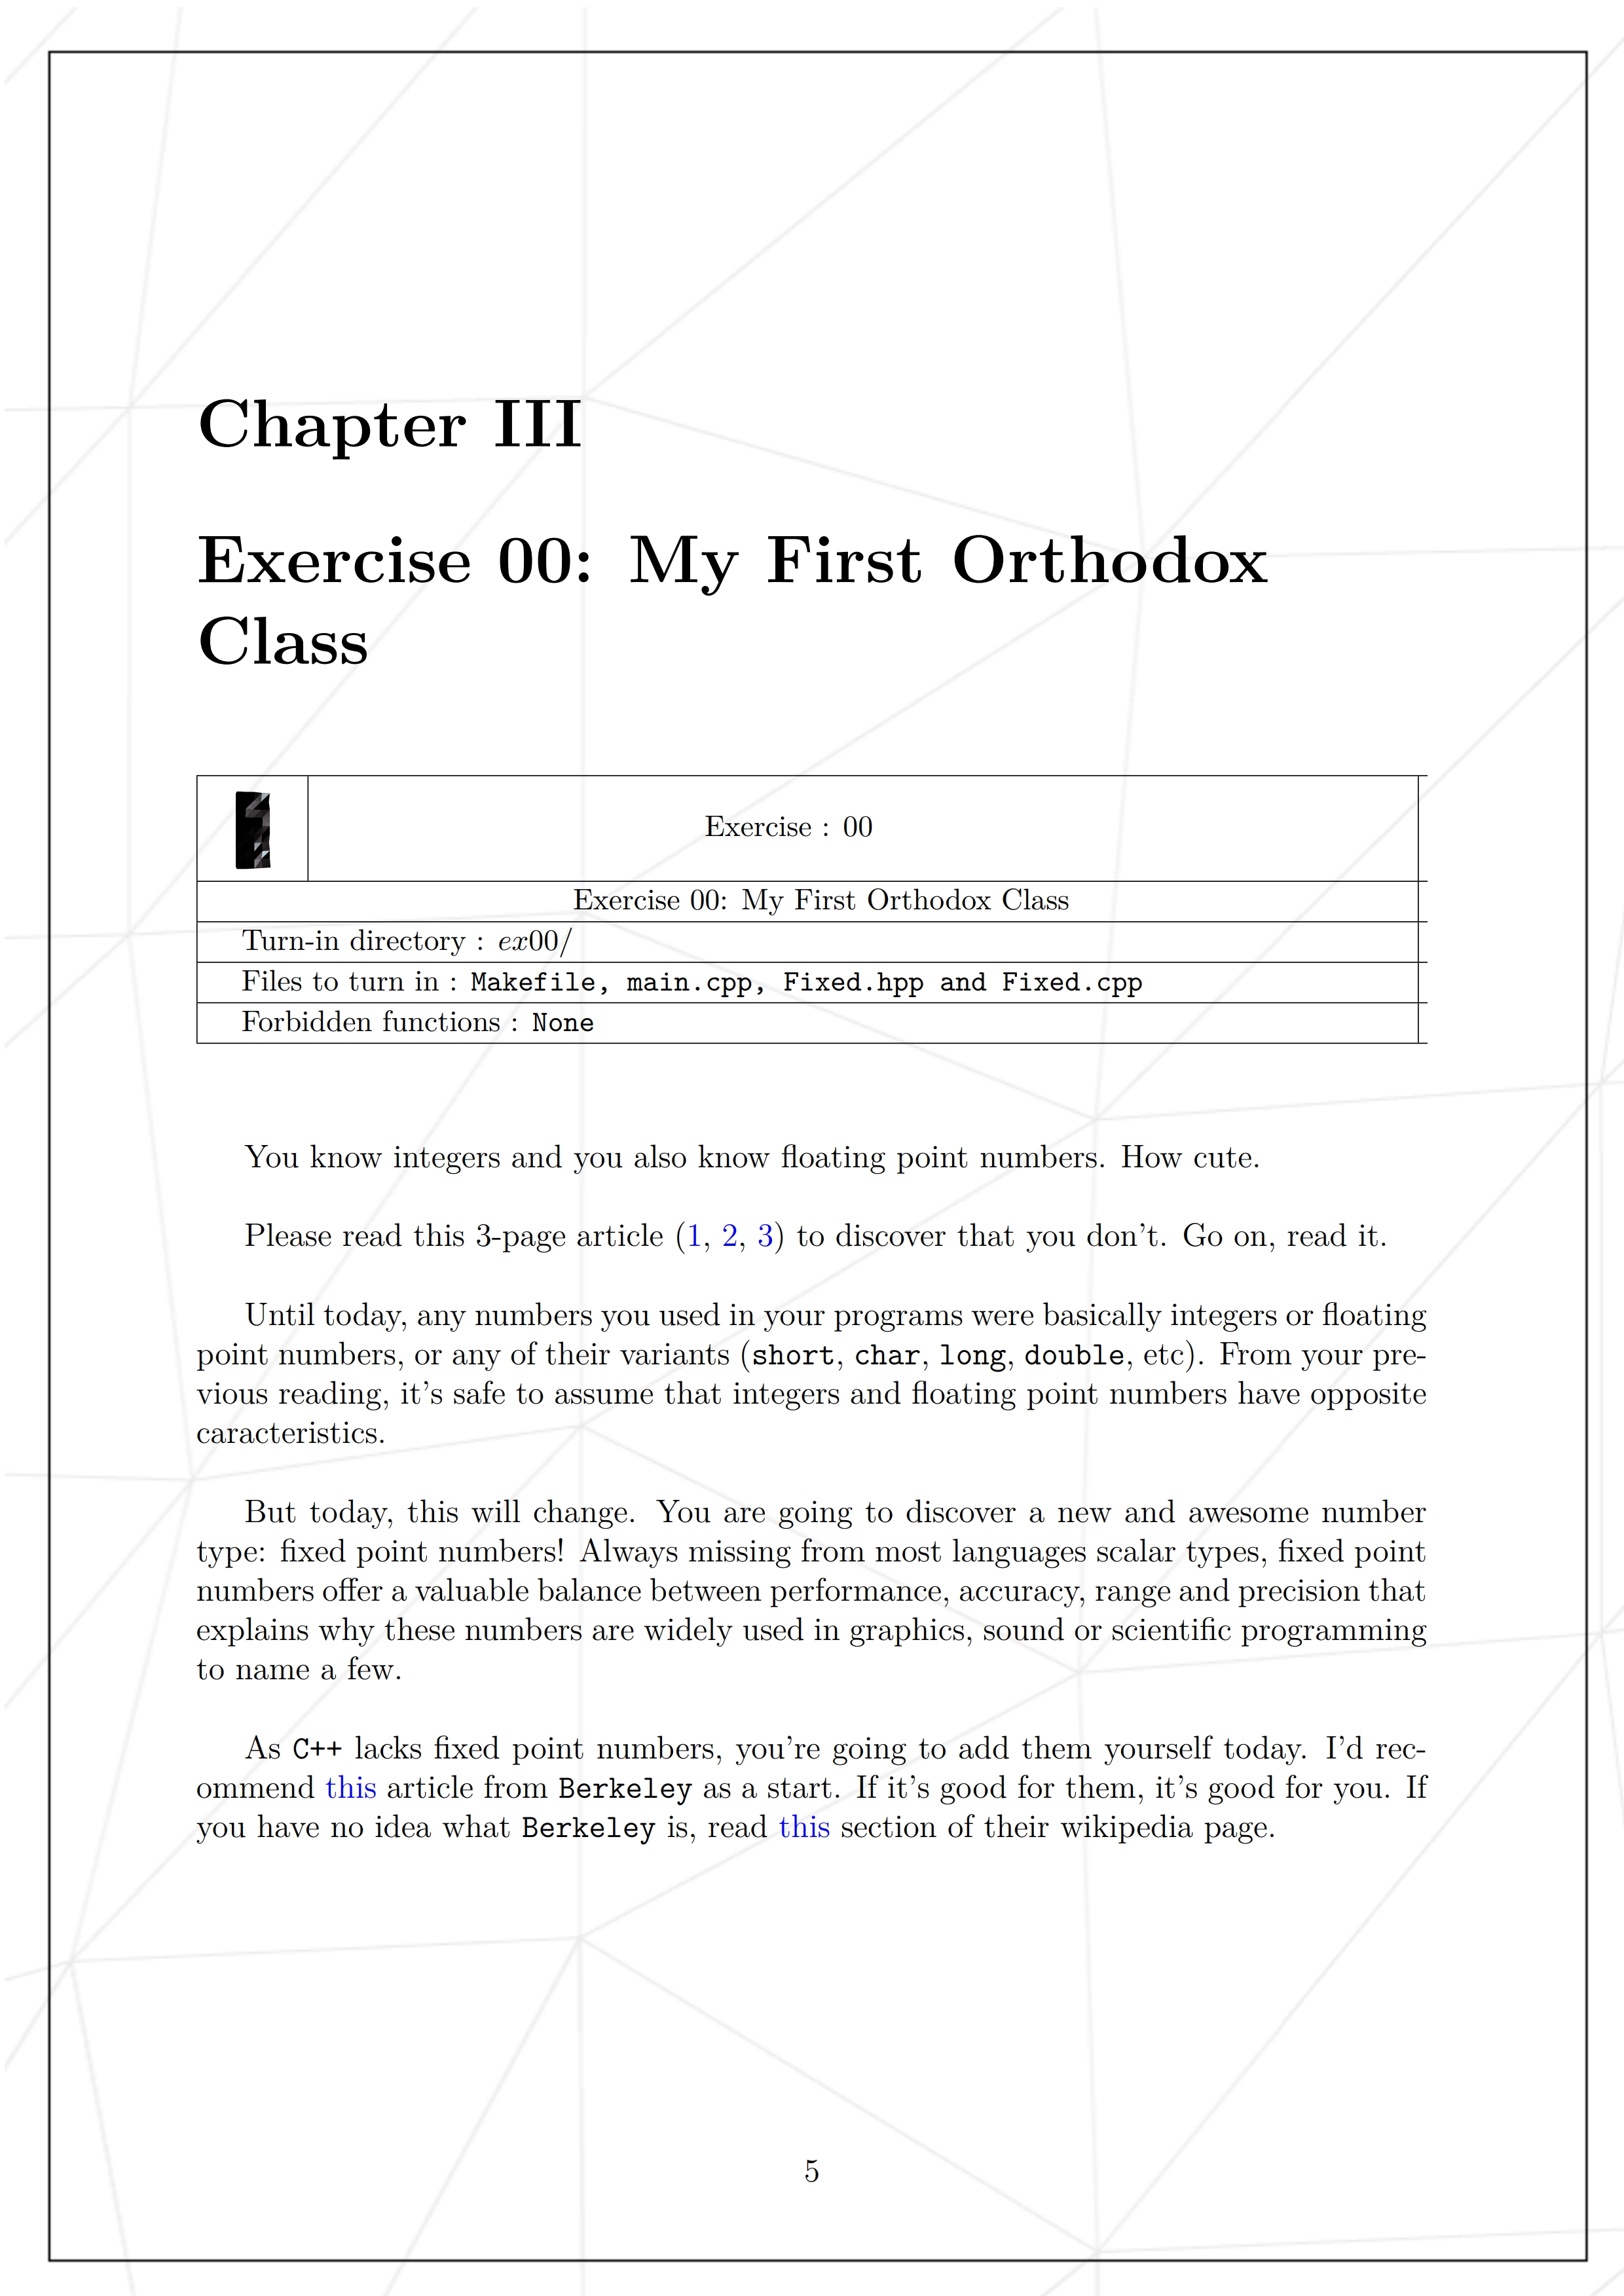 Chapter III
Exercise 00: My First Orthodox
Class
Exercise : 00
Exercise 00: My First Orthodox Class
Turn-in directory : ex00/
Files to turn in : Makefile, main.cpp, Fixed.hpp and Fixed.cpp
Forbidden functions : None
You know integers and you also know floating point numbers. How cute.
Please read this 3-page article (1, 2, 3) to discover that you don't. Go on, read it.
Until today, any numbers you used in your programs were basically integers or floating
point numbers, or any of their variants (short, char, long, double, etc). From your pre-
vious reading, it's safe to assume that integers and floating point numbers have opposite
caracteristics.
But today, this will change. You are going to discover a new and awesome number
type: fixed point numbers! Always missing from most languages scalar types, fixed point
numbers offer a valuable balance between performance, accuracy, range and precision that
explains why these numbers are widely used in graphics, sound or scientific programming
to name a few.
As C++ lacks fixed point numbers, you're going to add them yourself today. I'd rec-
ommend this article from Berkeley as a start. If it's good for them, it's good for you. If
you have no idea what Berkeley is, read this section of their wikipedia page.
5